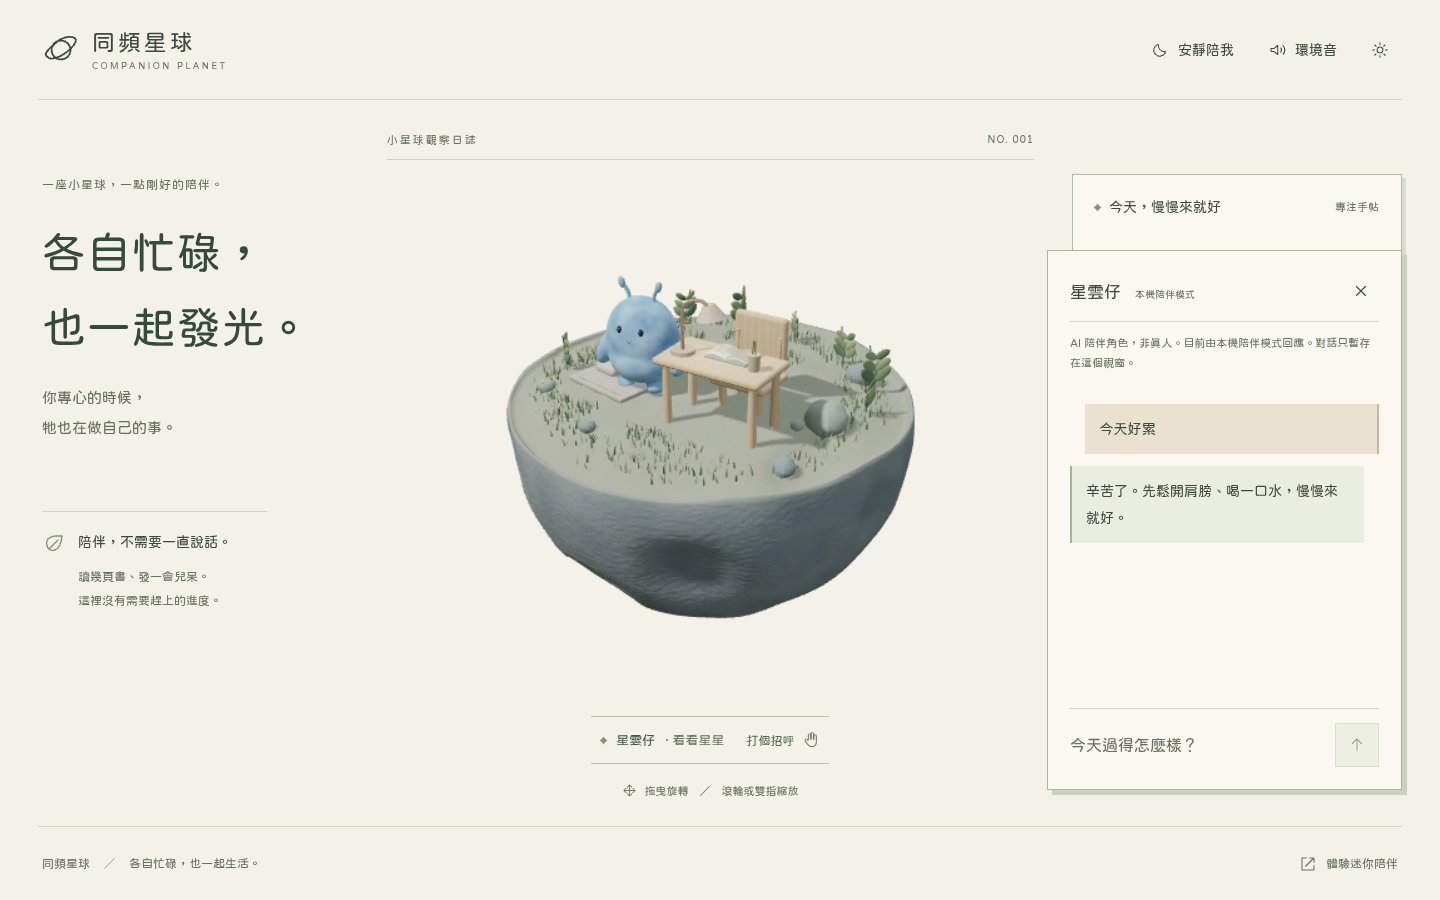 同頻星球
COMPANION PLANET
安靜陪我
環境音
小星球觀察日誌
NO. 001
一座小星球，一點剛好的陪伴。
各自忙碌，
也一起發光。
你專心的時候，
牠也在做自己的事。
陪伴，不需要一直說話。
讀幾頁書、發一會兒呆。
這裡沒有需要趕上的進度。
星雲仔 · 看看星星
打個招呼
拖曳旋轉 ／ 滾輪或雙指縮放
今天，慢慢來就好
專注手帖
星雲仔 本機陪伴模式
AI 陪伴角色，非真人。目前由本機陪伴模式回應。對話只暫存
在這個視窗。
今天好累
辛苦了。先鬆開肩膀、喝一口水，慢慢來
就好。
今天過得怎麼樣？
同頻星球 ／ 各自忙碌，也一起生活。
體驗迷你陪伴